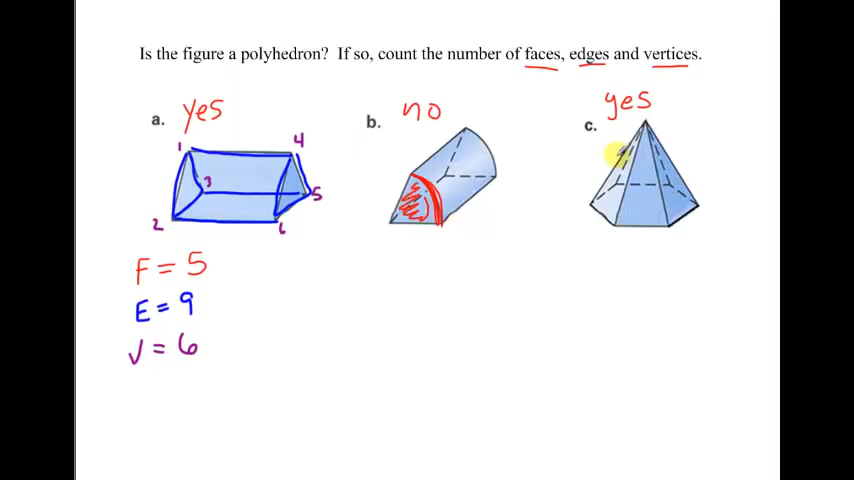 Is the figure a polyhedron? If so, count the number of faces, edges and vertices.
a. yes
b. no
c. yes
1
4
3
5
2
6
F = 5
E = 9
V = 6